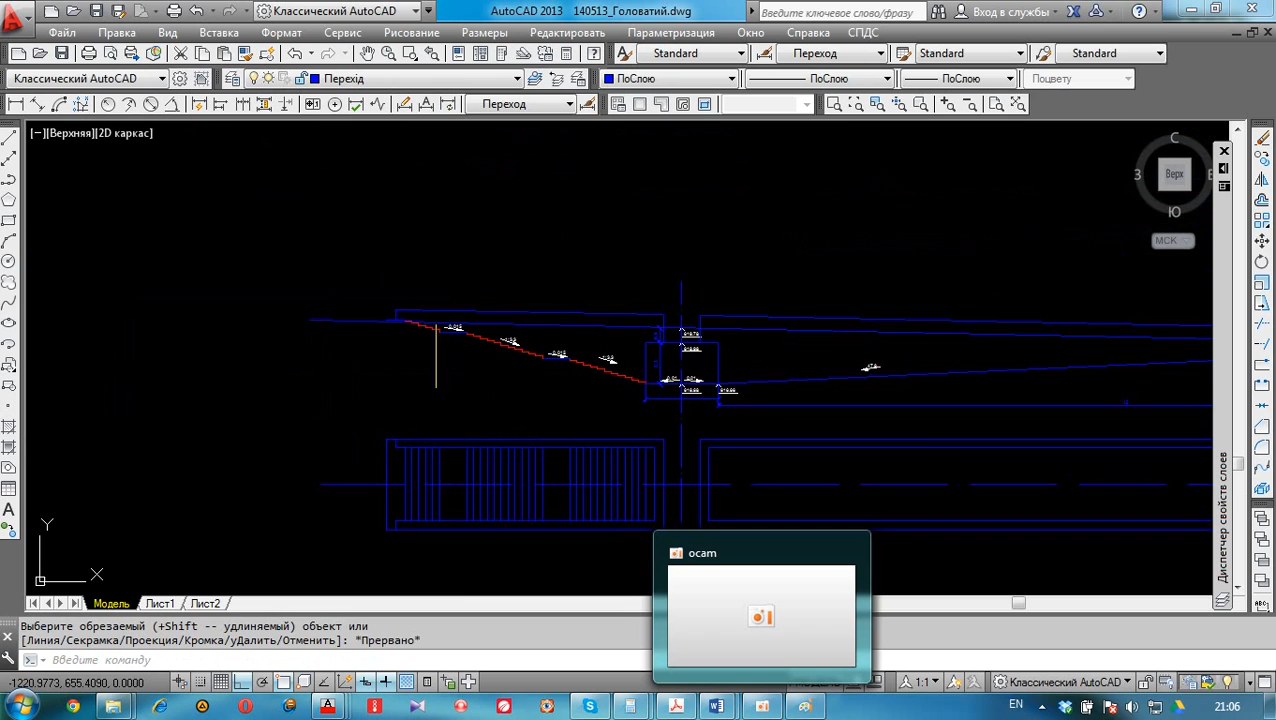 Классический AutoCAD
AutoCAD 2013 140513_Головатий.dwg
Введите ключевое слово/фразу
Вход в службы
Файл Правка Вид Вставка Формат Сервис Рисование Размеры Редактировать Параметризация Окно Справка СПДС
Standard Переход Standard Standard
Классический AutoCAD Перехід ПоСлою ПоСлою ПоСлою Поцвету
Переход
[−][Верхняя][2D каркас]
С
З Верх
Ю
МСК
Диспетчер свойств слоев
Y
X
ocam
Модель Лист1 Лист2
Выберите обрезаемый (+Shift -- удлиняемый) объект или
[Линия/Секрамка/Проекция/Кромка/уДалить/Отменить]: *Прервано*
Введите команду
-1220.9773, 655.4090, 0.0000
1:1 Классический AutoCAD
EN 21:06